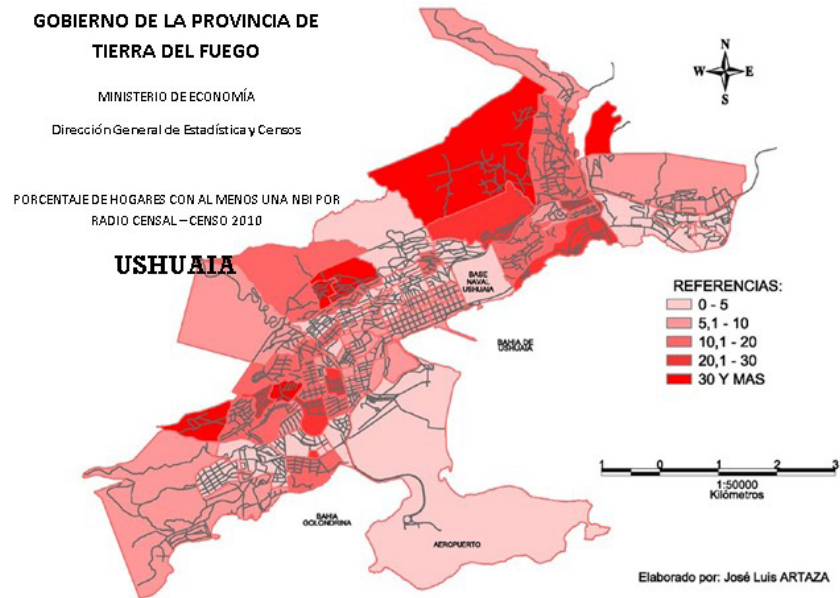 GOBIERNO DE LA PROVINCIA DE
TIERRA DEL FUEGO
MINISTERIO DE ECONOMÍA
Dirección General de Estadística y Censos
PORCENTAJE DE HOGARES CON AL MENOS UNA NBI POR
RADIO CENSAL – CENSO 2010
USHUAIA
N
W E
S
BASE
NAVAL
USHUAIA
BAHIA DE
USHUAIA
REFERENCIAS:
0 - 5
5,1 - 10
10,1 - 20
20,1 - 30
30 Y MAS
1 0 1 2 3
1:50000
Kilómetros
BAHIA
GOLONDRINA
AEROPUERTO
Elaborado por: José Luis ARTAZA